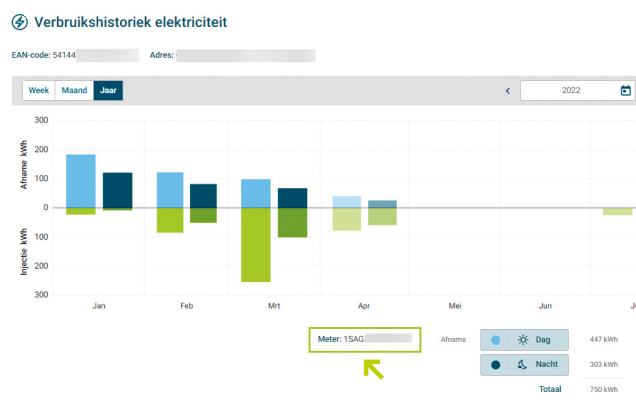 Verbruikshistoriek elektriciteit
EAN-code: 54144
Adres:
Week Maand Jaar
2022
300
200
100
0
100
200
300
Afname kWh
Injectie kWh
Jan Feb Mrt Apr Mei Jun
Meter: 1SAG
Afname
Dag 447 kWh
Nacht 303 kWh
Totaal 750 kWh